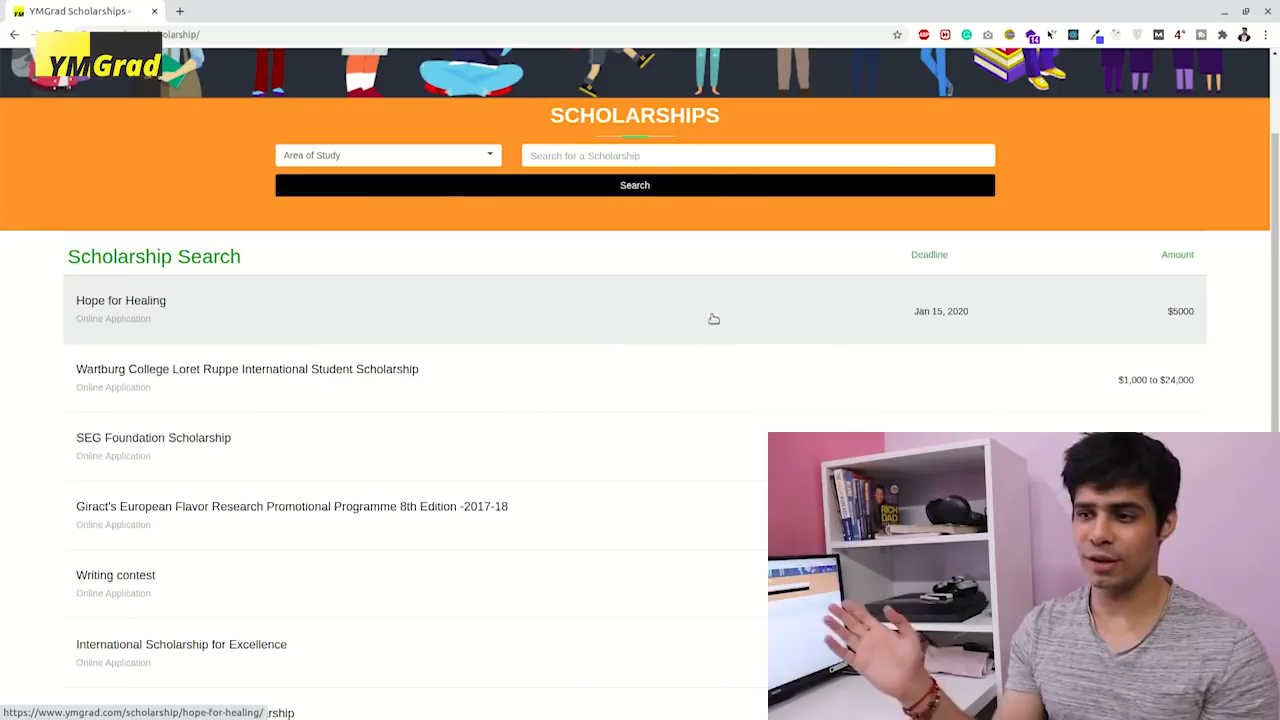 YMGrad Scholarships -
olarship/
YMGrad
SCHOLARSHIPS
Area of Study
Search for a Scholarship
Search
Scholarship Search
Deadline
Amount
Hope for Healing
Online Application
Jan 15, 2020
$5000
Wartburg College Loret Ruppe International Student Scholarship
Online Application
$1,000 to $24,000
SEG Foundation Scholarship
Online Application
Giract's European Flavor Research Promotional Programme 8th Edition -2017-18
Online Application
Writing contest
Online Application
International Scholarship for Excellence
Online Application
https://www.ymgrad.com/scholarship/hope-for-healing/
rship
RICH
DAD
14